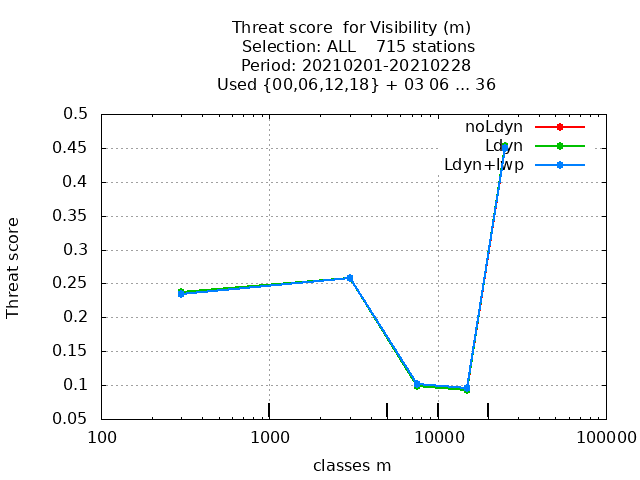 Threat score  for Visibility (m)
Selection: ALL    715 stations
Period: 20210201-20210228
Used {00,06,12,18} + 03 06 ... 36
noLdyn
Ldyn
Ldyn+lwp
Threat score
0.5
0.45
0.4
0.35
0.3
0.25
0.2
0.15
0.1
0.05
100
1000
10000
100000
classes m